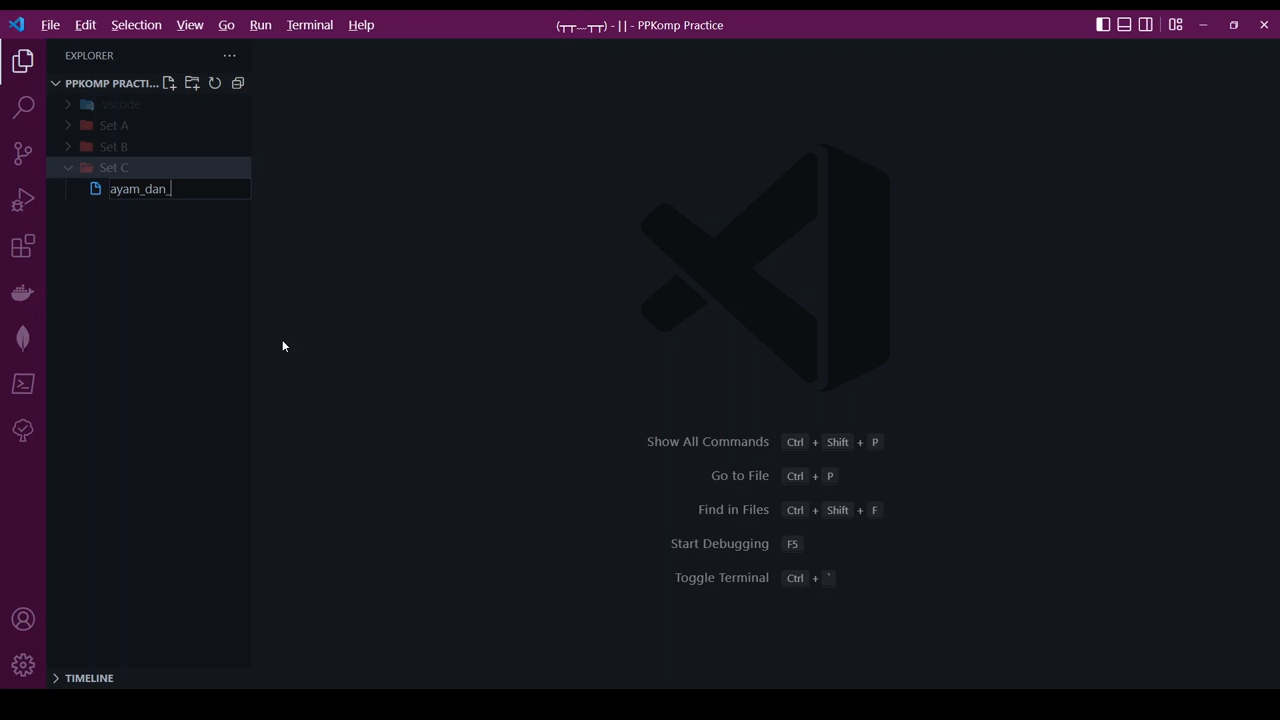 File Edit Selection View Go Run Terminal Help
(┬┬﹏┬┬) - | | - PPKomp Practice
EXPLORER
PPKOMP PRACTI...
.vscode
Set A
Set B
Set C
ayam_dan_
Show All Commands Ctrl + Shift + P
Go to File Ctrl + P
Find in Files Ctrl + Shift + F
Start Debugging F5
Toggle Terminal Ctrl + `
TIMELINE